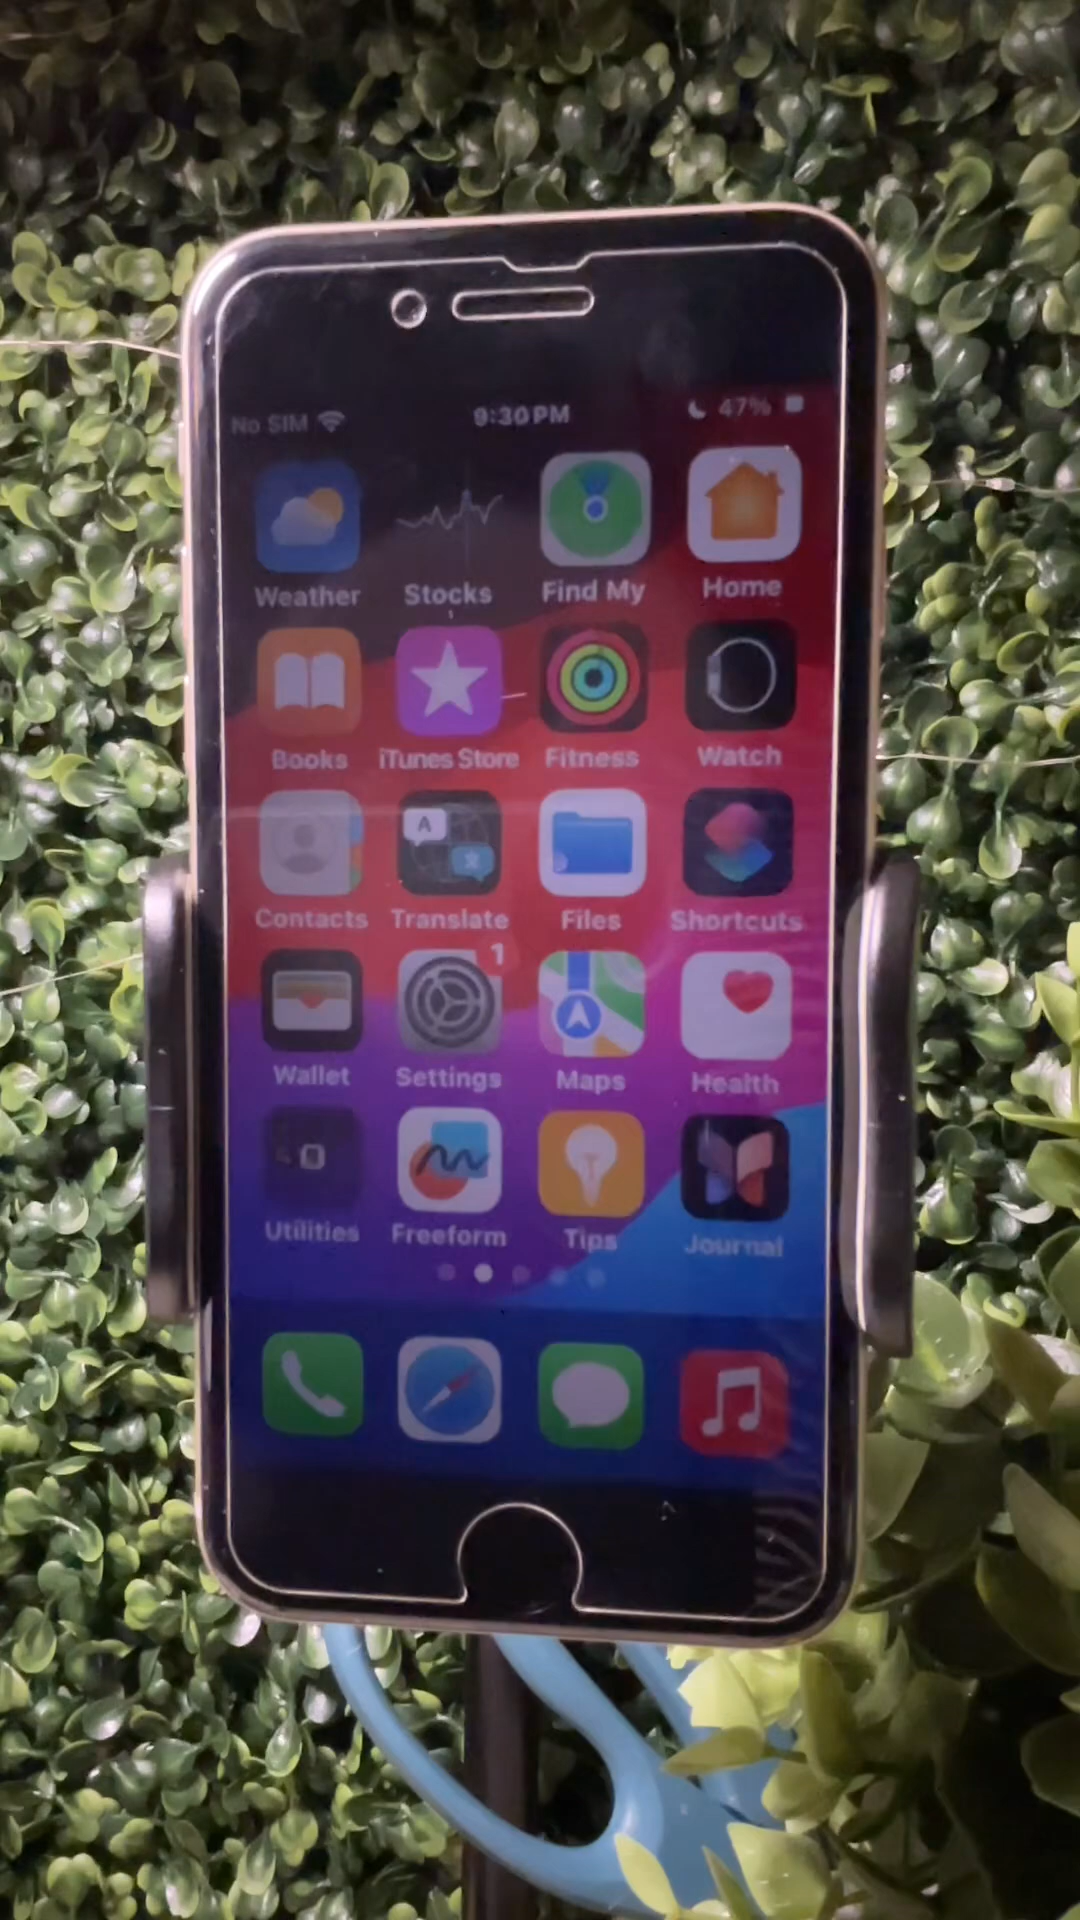 No SIM 9:30 PM 47%
Weather Stocks Find My Home
Books iTunes Store Fitness Watch
A
Contacts Translate Files Shortcuts
1
Wallet Settings Maps Health
Utilities Freeform Tips Journal